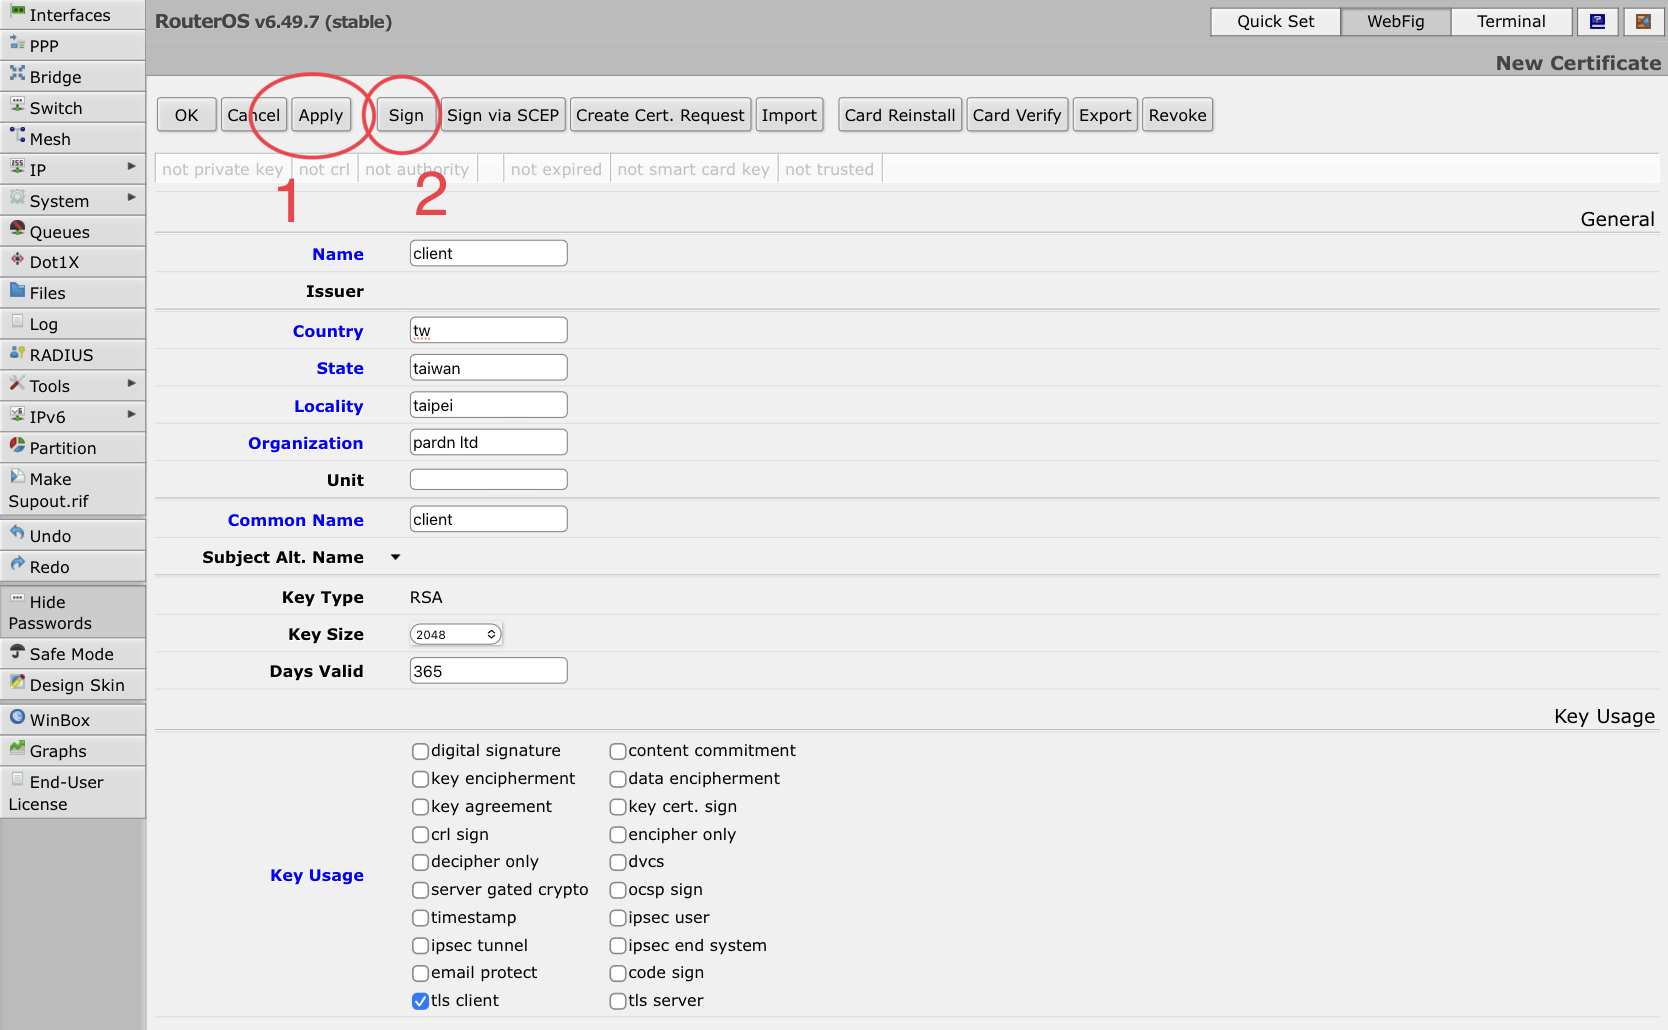 Interfaces
PPP
Bridge
Switch
Mesh
IP
System
Queues
Dot1X
Files
Log
RADIUS
Tools
IPv6
Partition
Make
Supout.rif
Undo
Redo
Hide
Passwords
Safe Mode
Design Skin
WinBox
Graphs
End-User
License
RouterOS v6.49.7 (stable)
Quick Set WebFig Terminal
New Certificate
OK Cancel Apply Sign Sign via SCEP Create Cert. Request Import Card Reinstall Card Verify Export Revoke
not private key not crl not authority not expired not smart card key not trusted
1 2
General
Name client
Issuer
Country tw
State taiwan
Locality taipei
Organization pardn ltd
Unit
Common Name client
Subject Alt. Name
Key Type RSA
Key Size 2048
Days Valid 365
Key Usage
digital signature content commitment
key encipherment data encipherment
key agreement key cert. sign
crl sign encipher only
decipher only dvcs
Key Usage
server gated crypto ocsp sign
timestamp ipsec user
ipsec tunnel ipsec end system
email protect code sign
tls client tls server